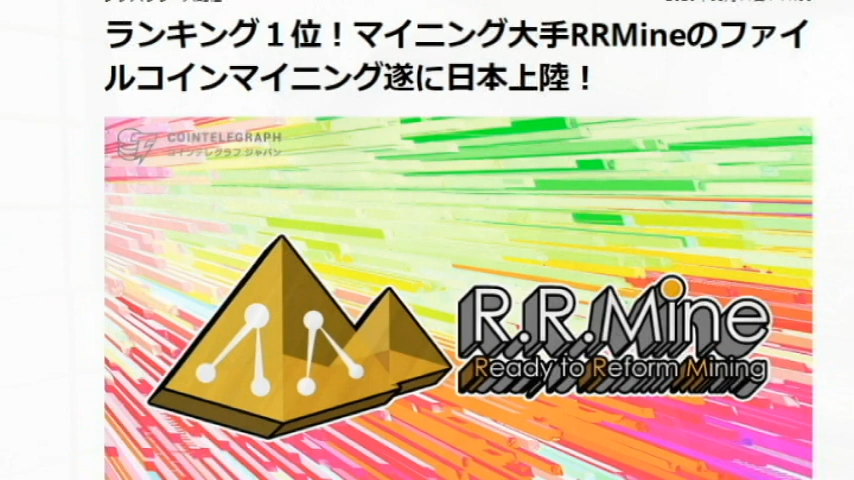 ランキング１位！マイニング大手RRMineのファイ
ルコインマイニング遂に日本上陸！
COINTELEGRAPH
コインテレグラフ ジャパン
R.R.Mine
Ready to Reform Mining